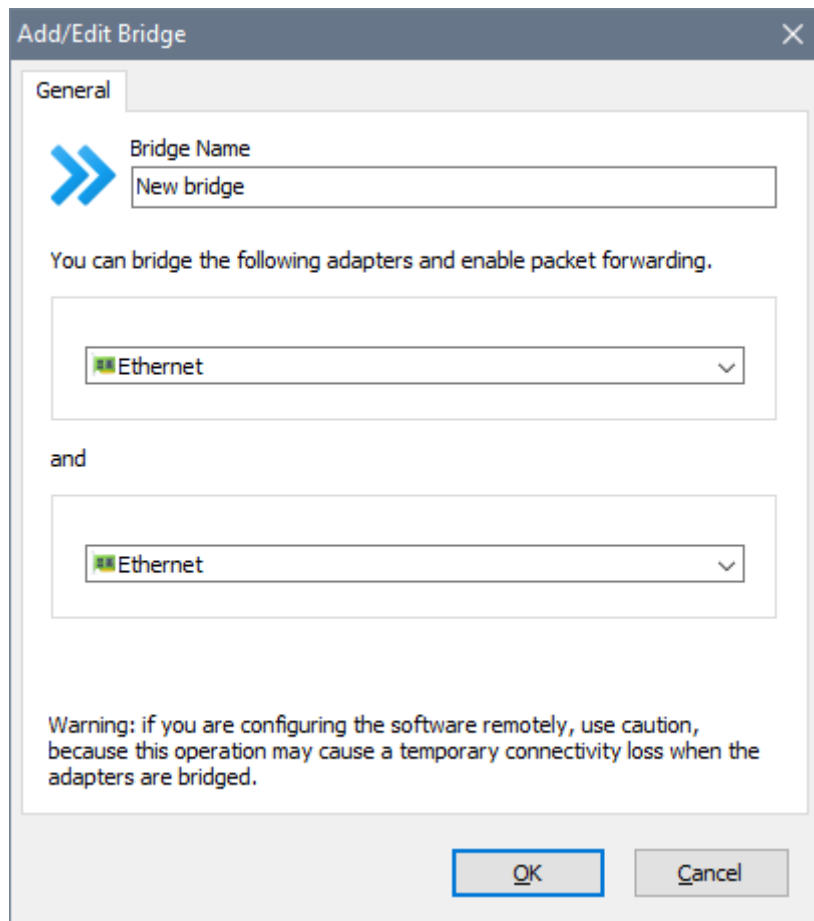 Add/Edit Bridge
General
Bridge Name
New bridge
You can bridge the following adapters and enable packet forwarding.
Ethernet
and
Ethernet
Warning: if you are configuring the software remotely, use caution,
because this operation may cause a temporary connectivity loss when the
adapters are bridged.
OK
Cancel